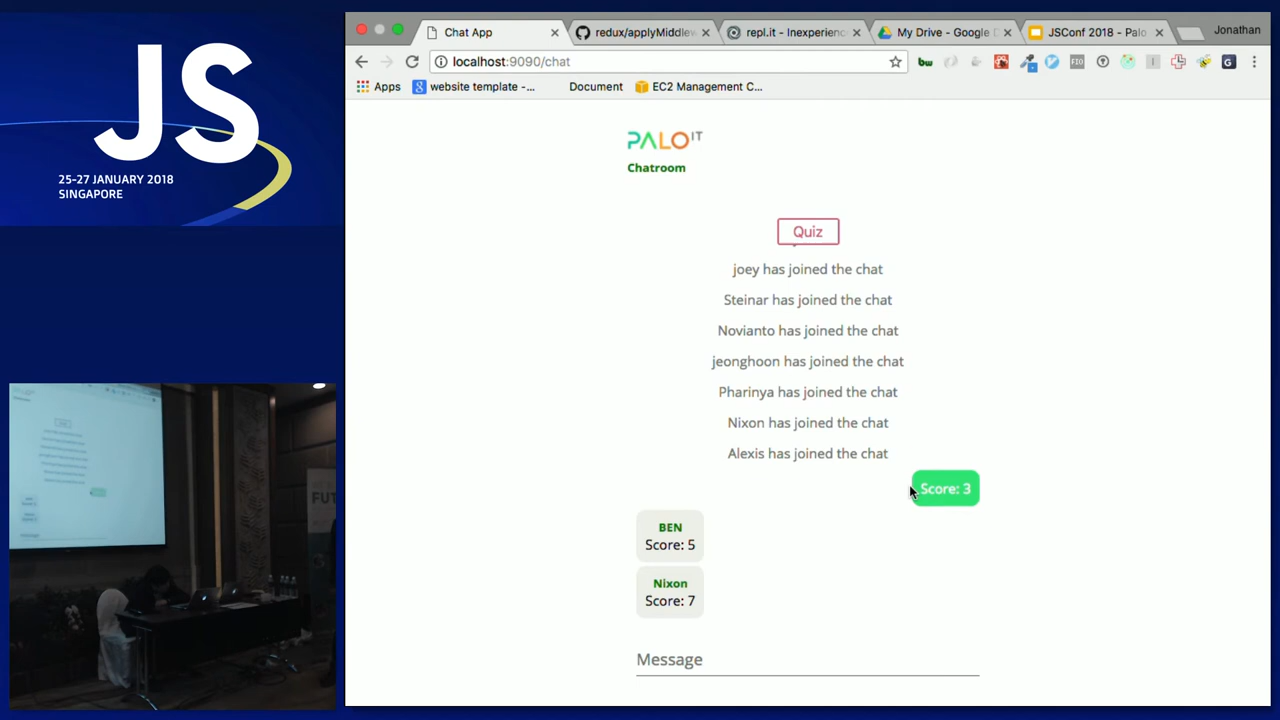 JS
25-27 JANUARY 2018
SINGAPORE
Chat App
redux/applyMiddlew
repl.it - Inexperienc
My Drive - Google D
JSConf 2018 - Palo
Jonathan
localhost:9090/chat
bw
FIO
G
Apps
website template -...
Document
EC2 Management C...
PALO IT
Chatroom
Quiz
joey has joined the chat
Steinar has joined the chat
Novianto has joined the chat
jeonghoon has joined the chat
Pharinya has joined the chat
Nixon has joined the chat
Alexis has joined the chat
Score: 3
BEN
Score: 5
Nixon
Score: 7
Message
FU